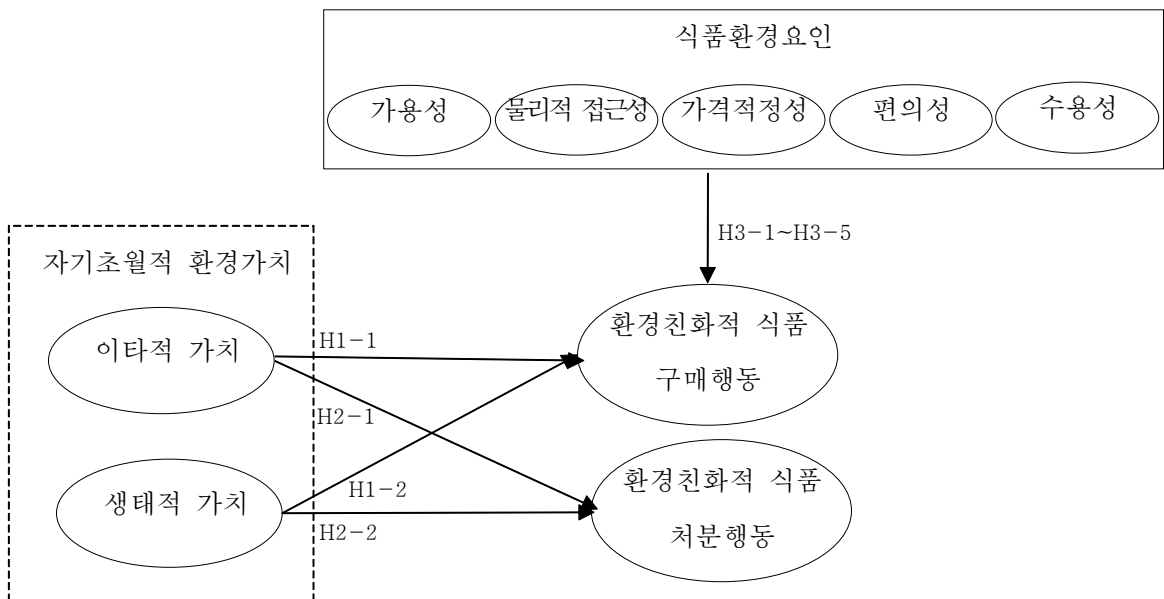 식품환경요인
가용성
물리적 접근성
가격적정성
편의성
수용성
H3-1~H3-5
자기초월적 환경가치
이타적 가치
H1-1
환경친화적 식품
구매행동
H2-1
생태적 가치
H1-2
H2-2
환경친화적 식품
처분행동